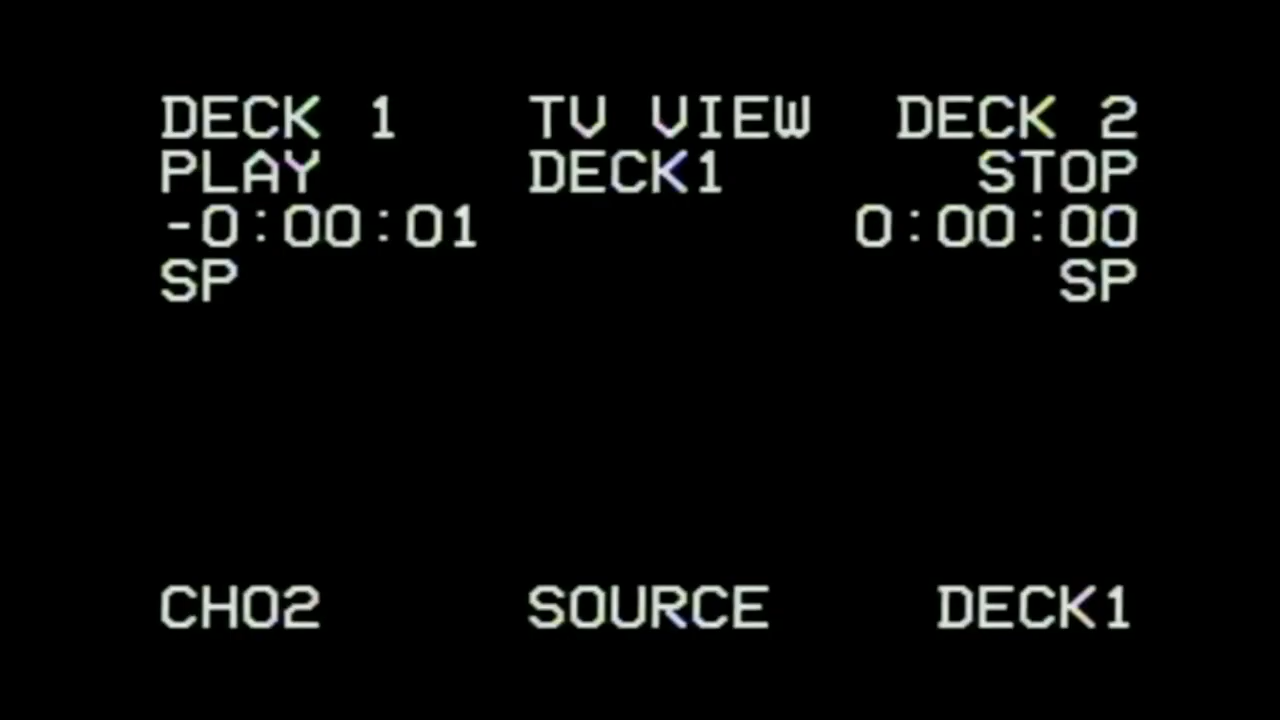 DECK 1 TV VIEW DECK 2
PLAY DECK1 STOP
-0:00:01 0:00:00
SP SP
CH02 SOURCE DECK1